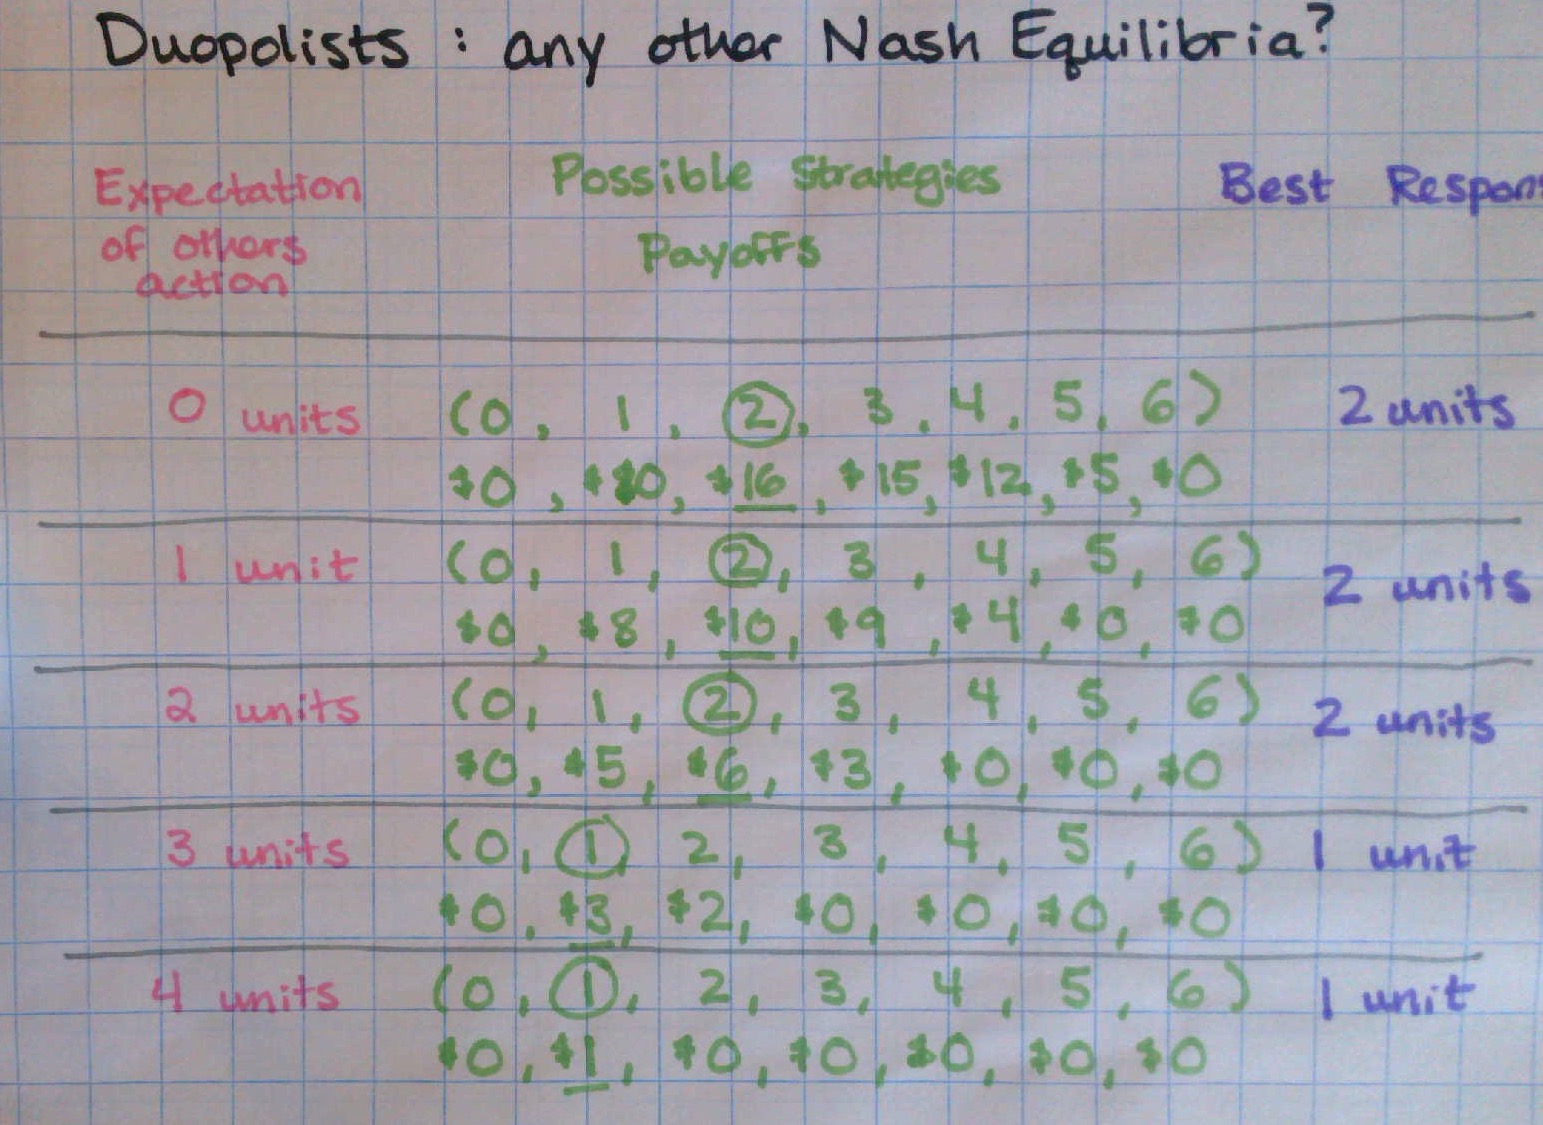 Duopolists : any other Nash Equilibria?
Expectation Possible Strategies Best Respon
of others Payoffs
action
0 units (0, 1, 2, 3, 4, 5, 6) 2 units
$0, $10, $16, $15, $12, $5, $0
1 unit (0, 1, 2, 3, 4, 5, 6) 2 units
$0, $8, $10, $9, $4, $0, $0
2 units (0, 1, 2, 3, 4, 5, 6) 2 units
$0, $5, $6, $3, $0, $0, $0
3 units (0, 1, 2, 3, 4, 5, 6) 1 unit
$0, $3, $2, $0, $0, $0, $0
4 units (0, 1, 2, 3, 4, 5, 6) 1 unit
$0, $1, $0, $0, $0, $0, $0